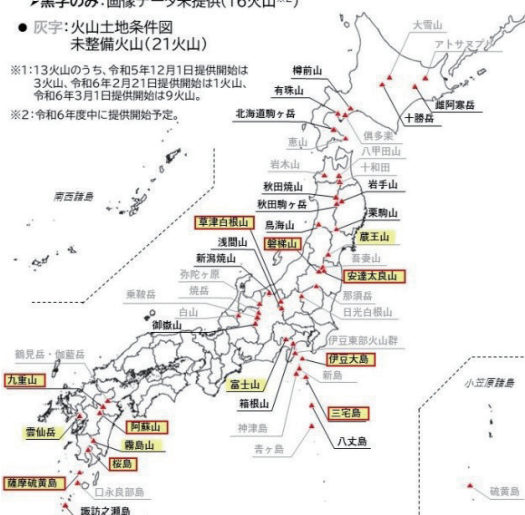 ➤黒字のみ:画像データ未提供(16火山※2)
● 灰字:火山土地条件図
未整備火山(21火山)
※1:13火山のうち、令和5年12月1日提供開始は
3火山、令和6年2月21日提供開始は1火山、
令和6年3月1日提供開始は9火山。
※2:令和6年度中に提供開始予定。
大雪山
アトサヌプリ
樽前山
有珠山
北海道駒ヶ岳
恵山
雌阿寒岳
十勝岳
倶多楽
八甲田山
十和田
岩木山
秋田焼山
岩手山
秋田駒ヶ岳
栗駒山
鳥海山
草津白根山
蔵王山
磐梯山
浅間山
新潟焼山
吾妻山
安達太良山
弥陀ヶ原
焼岳
乗鞍岳
白山
那須岳
日光白根山
御嶽山
伊豆東部火山群
伊豆大島
富士山
新島
箱根山
三宅島
神津島
八丈島
青ヶ島
鶴見岳・伽藍岳
九重山
雲仙岳
阿蘇山
霧島山
桜島
薩摩硫黄島
口永良部島
諏訪之瀬島
南西諸島
小笠原諸島
硫黄島